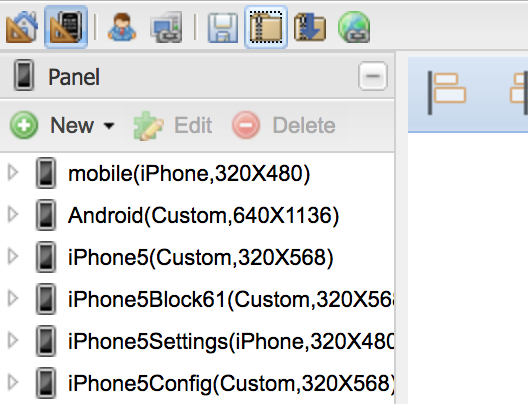 Panel
New Edit Delete
mobile(iPhone,320X480)
Android(Custom,640X1136)
iPhone5(Custom,320X568)
iPhone5Block61(Custom,320X568
iPhone5Settings(iPhone,320X480
iPhone5Config(Custom,320X568)